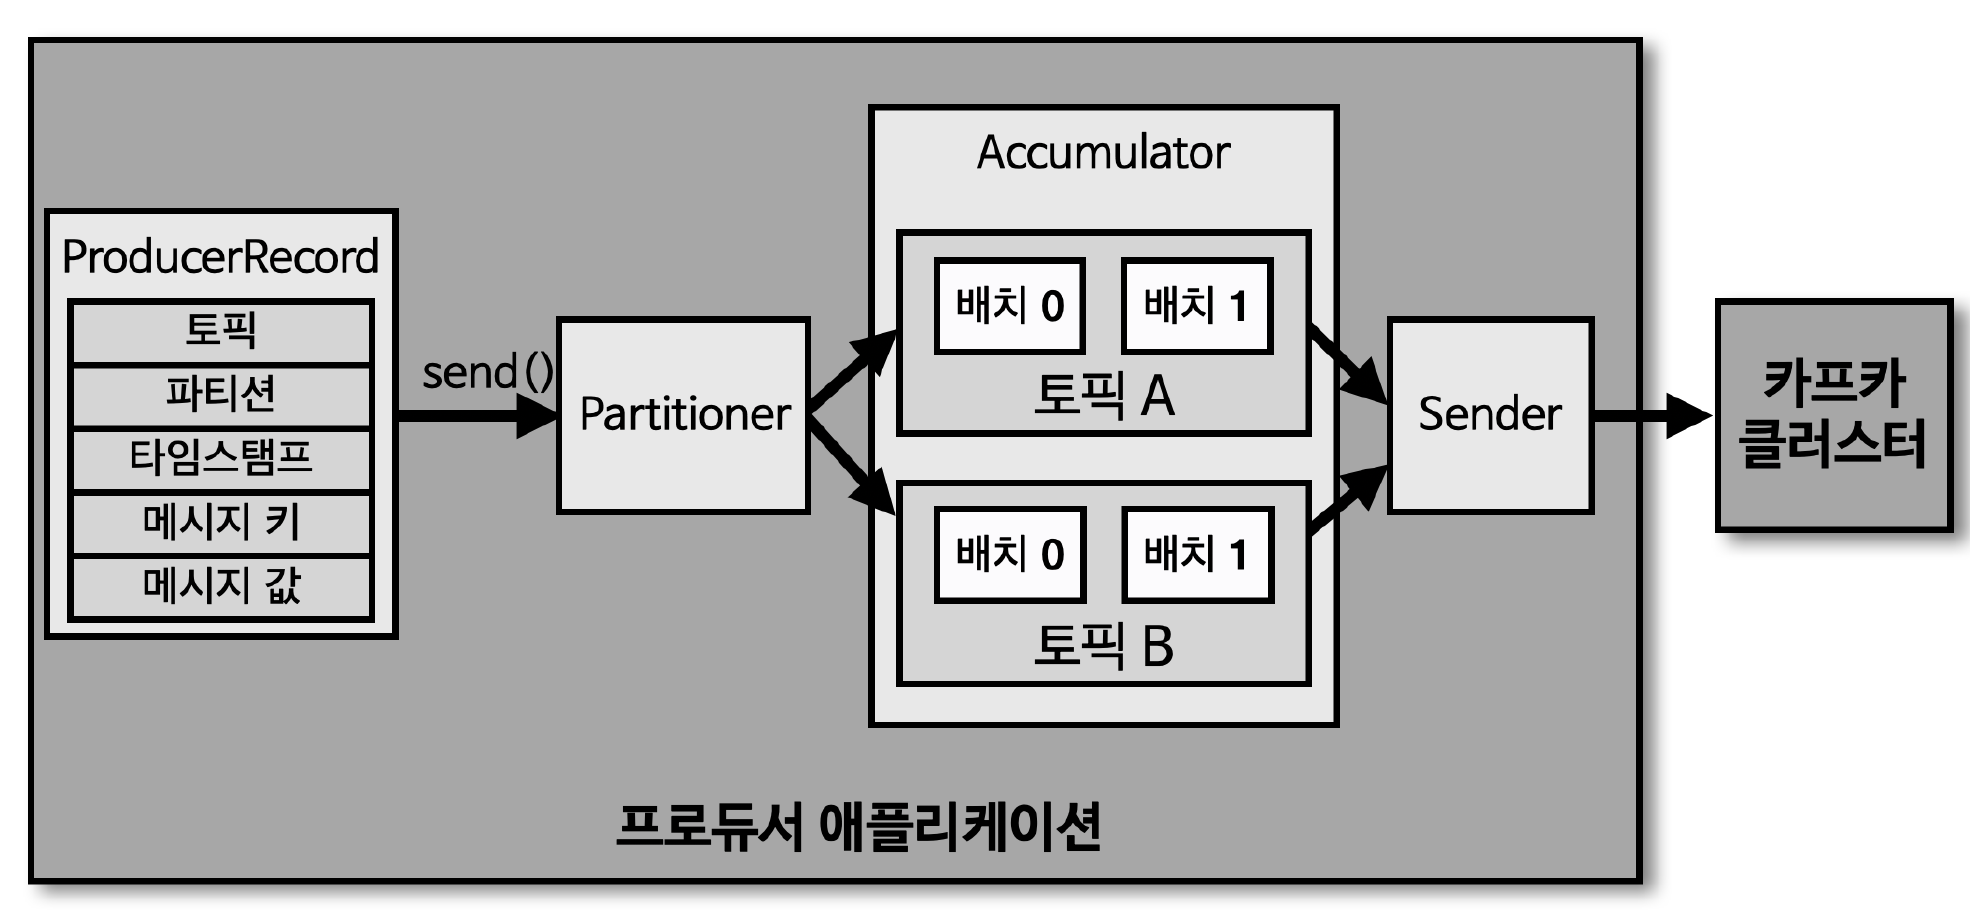 ProducerRecord
토픽
파티션
타임스탬프
메시지 키
메시지 값
send()
Partitioner
Accumulator
배치 0
배치 1
토픽 A
배치 0
배치 1
토픽 B
Sender
카프카
클러스터
프로듀서 애플리케이션